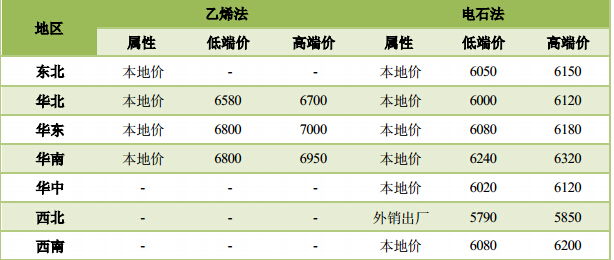 地区 乙烯法 电石法
属性 低端价 高端价 属性 低端价 高端价
东北 本地价 - - 本地价 6050 6150
华北 本地价 6580 6700 本地价 6000 6120
华东 本地价 6800 7000 本地价 6080 6180
华南 本地价 6800 6950 本地价 6240 6320
华中 - - - 本地价 6020 6120
西北 - - - 外销出厂 5790 5850
西南 - - - 本地价 6080 6200